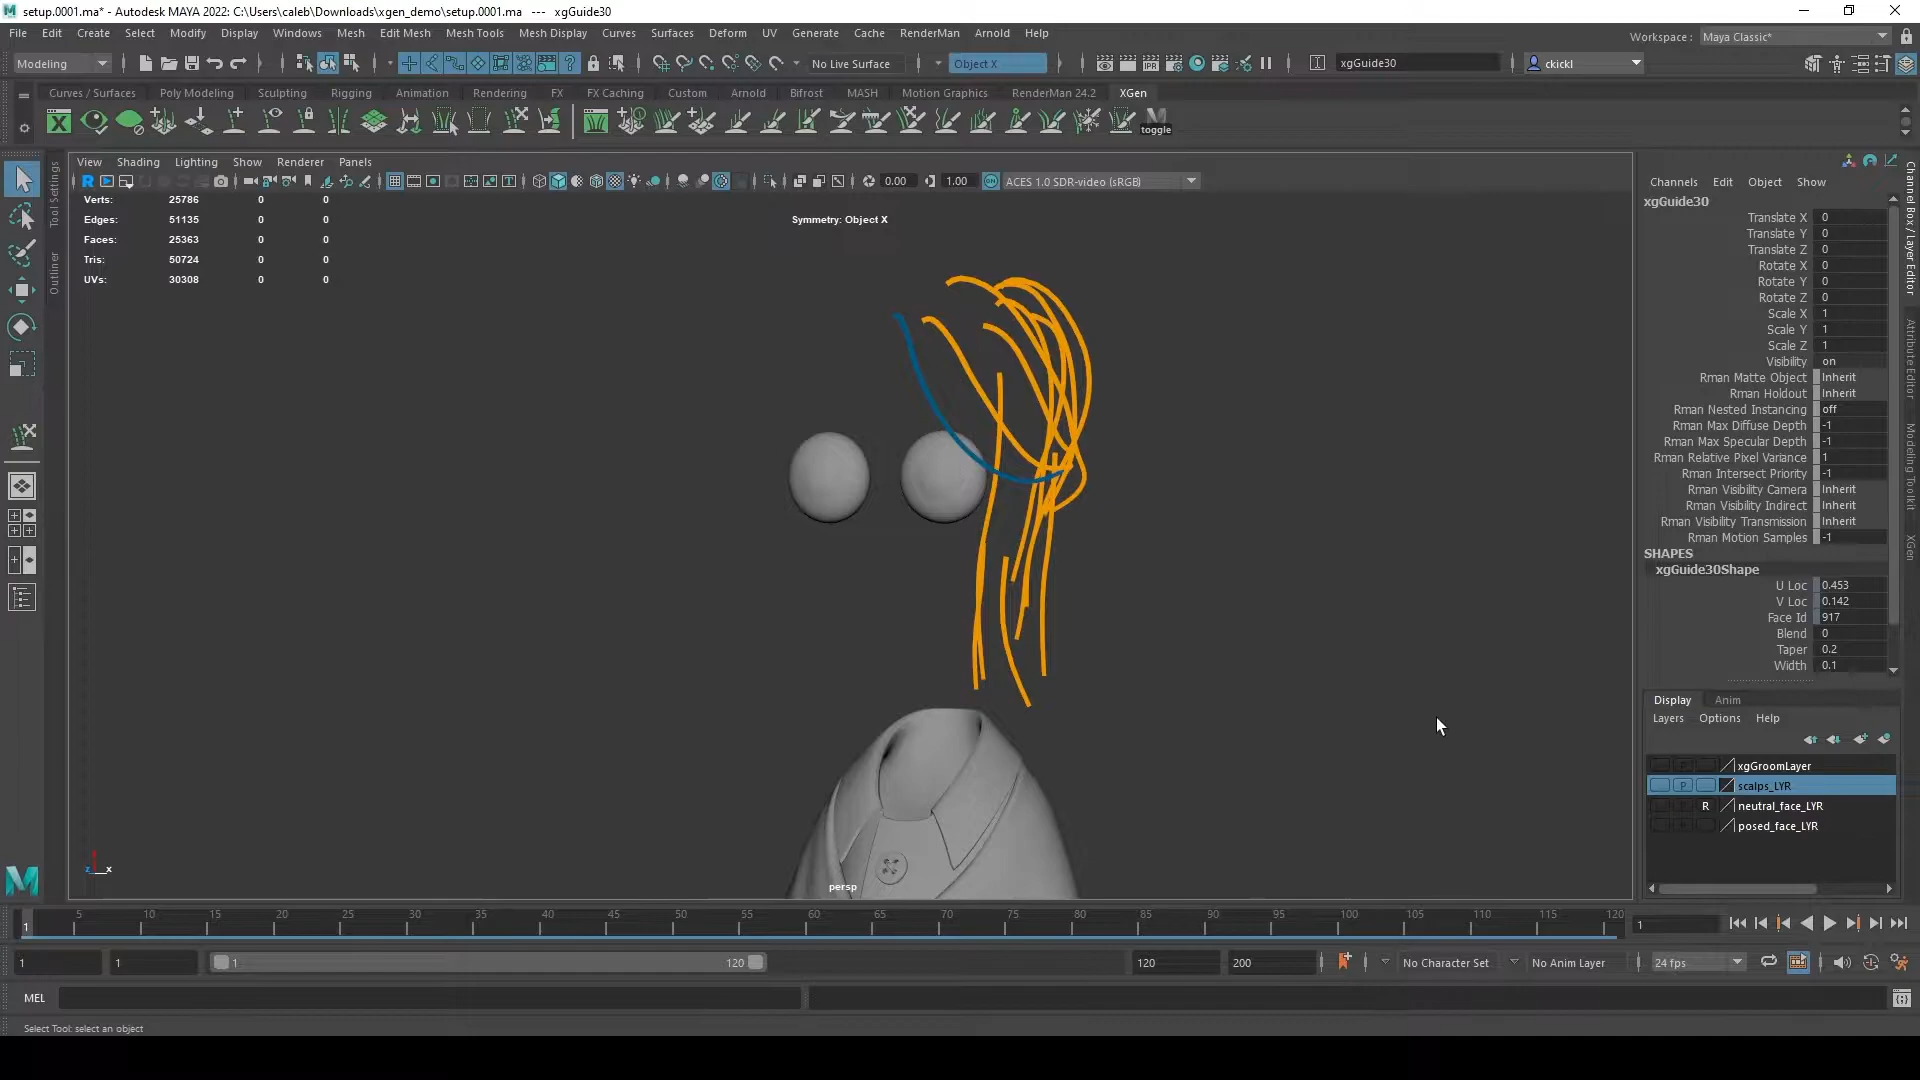 setup.0001.ma* - Autodesk MAYA 2022: C:\Users\caleb\Downloads\xgen_demo\setup.0001.ma --- xgGuide30
File Edit Create Select Modify Display Windows Mesh Edit Mesh Mesh Tools Mesh Display Curves Surfaces Deform UV Generate Cache RenderMan Arnold Help
Workspace : Maya Classic*
Modeling
No Live Surface
Object X
xgGuide30
ckickl
Curves / Surfaces Poly Modeling Sculpting Rigging Animation Rendering FX FX Caching Custom Arnold Bifrost MASH Motion Graphics RenderMan 24.2 XGen
toggle
View Shading Lighting Show Renderer Panels
0.00 1.00 ACES 1.0 SDR-video (sRGB)
Verts: 25786 0 0
Edges: 51135 0 0
Faces: 25363 0 0
Tris: 50724 0 0
UVs: 30308 0 0
Symmetry: Object X
persp
x
Tool Settings
Outliner
Channels Edit Object Show
xgGuide30
Translate X 0
Translate Y 0
Translate Z 0
Rotate X 0
Rotate Y 0
Rotate Z 0
Scale X 1
Scale Y 1
Scale Z 1
Visibility on
Rman Matte Object Inherit
Rman Holdout Inherit
Rman Nested Instancing off
Rman Max Diffuse Depth -1
Rman Max Specular Depth -1
Rman Relative Pixel Variance 1
Rman Intersect Priority -1
Rman Visibility Camera Inherit
Rman Visibility Indirect Inherit
Rman Visibility Transmission Inherit
Rman Motion Samples -1
SHAPES
xgGuide30Shape
U Loc 0.453
V Loc 0.142
Face Id 917
Blend 0
Taper 0.2
Width 0.1
Channel Box / Layer Editor
Attribute Editor
Modeling Toolkit
XGen
Display Anim
Layers Options Help
xgGroomLayer
P scalps_LYR
R neutral_face_LYR
posed_face_LYR
1 5 10 15 20 25 30 35 40 45 50 55 60 65 70 75 80 85 90 95 100 105 110 115 120
1
1 1 1 120 120 200 No Character Set No Anim Layer 24 fps
MEL
Select Tool: select an object